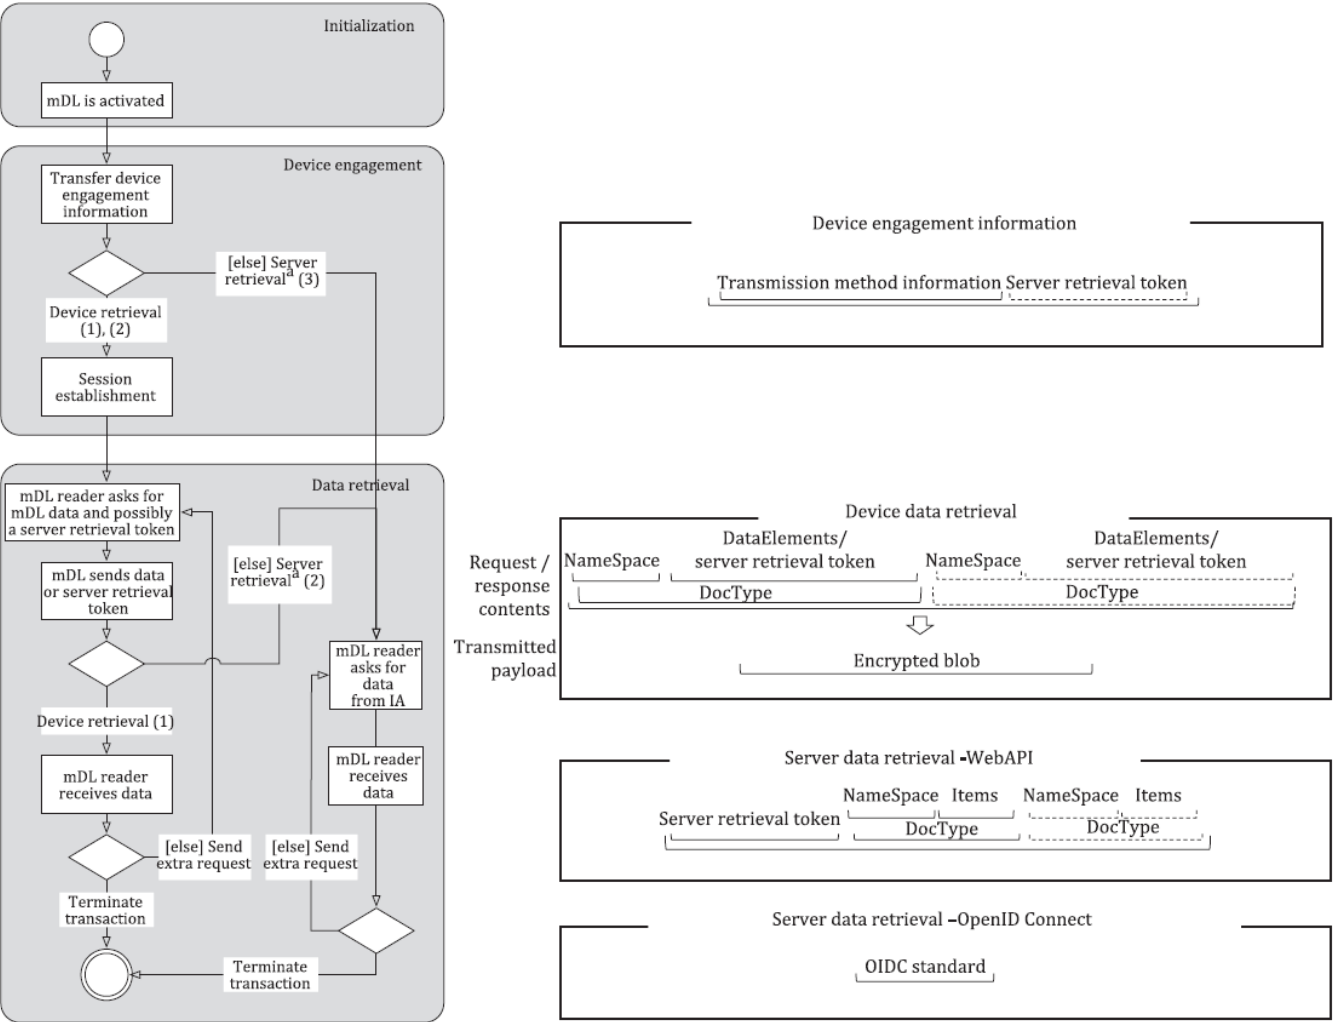 Initialization
mDL is activated
Device engagement
Transfer device
engagement
information
[else] Server
retrievalª (3)
Device retrieval
(1), (2)
Session
establishment
Data retrieval
mDL reader asks for
mDL data and possibly
a server retrieval token
[else] Server
retrievalª (2)
mDL sends data
or server retrieval
token
mDL reader
asks for
data
from IA
Device retrieval (1)
mDL reader
receives data
mDL reader
receives
data
[else] Send
extra request
[else] Send
extra request
Terminate
transaction
Terminate
transaction
Device engagement information
Transmission method information Server retrieval token
Device data retrieval
Request /
response
contents
NameSpace
DataElements/
server retrieval token
DocType
NameSpace
DataElements/
server retrieval token
DocType
Transmitted
payload
Encrypted blob
Server data retrieval -WebAPI
Server retrieval token
NameSpace Items
DocType
NameSpace Items
DocType
Server data retrieval –OpenID Connect
OIDC standard